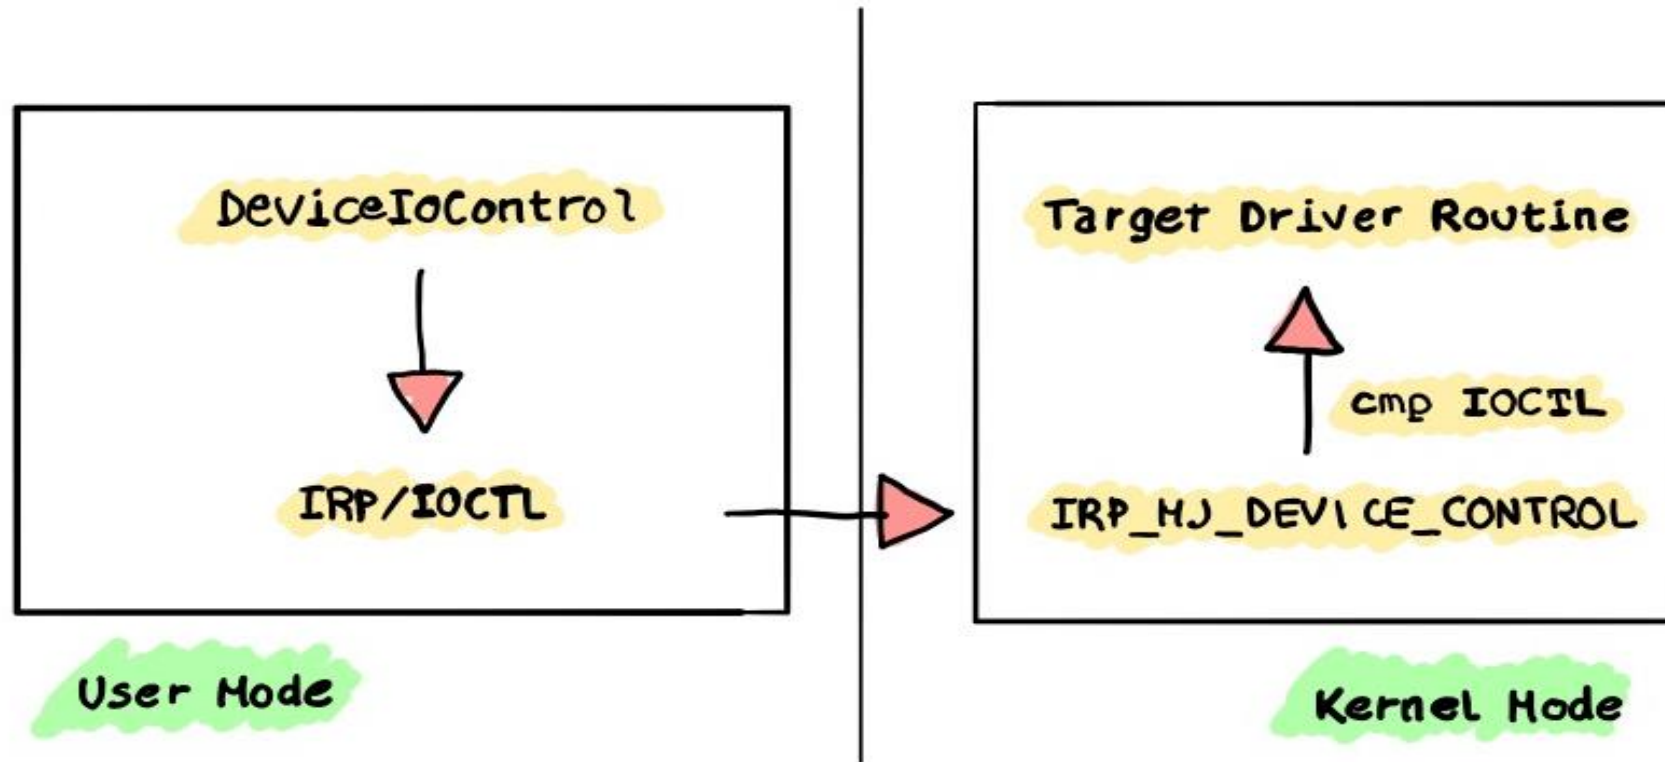 DeviceIoControl
IRP/IOCTL
User Mode
Target Driver Routine
cmp IOCTL
IRP_MJ_DEVICE_CONTROL
Kernel Mode